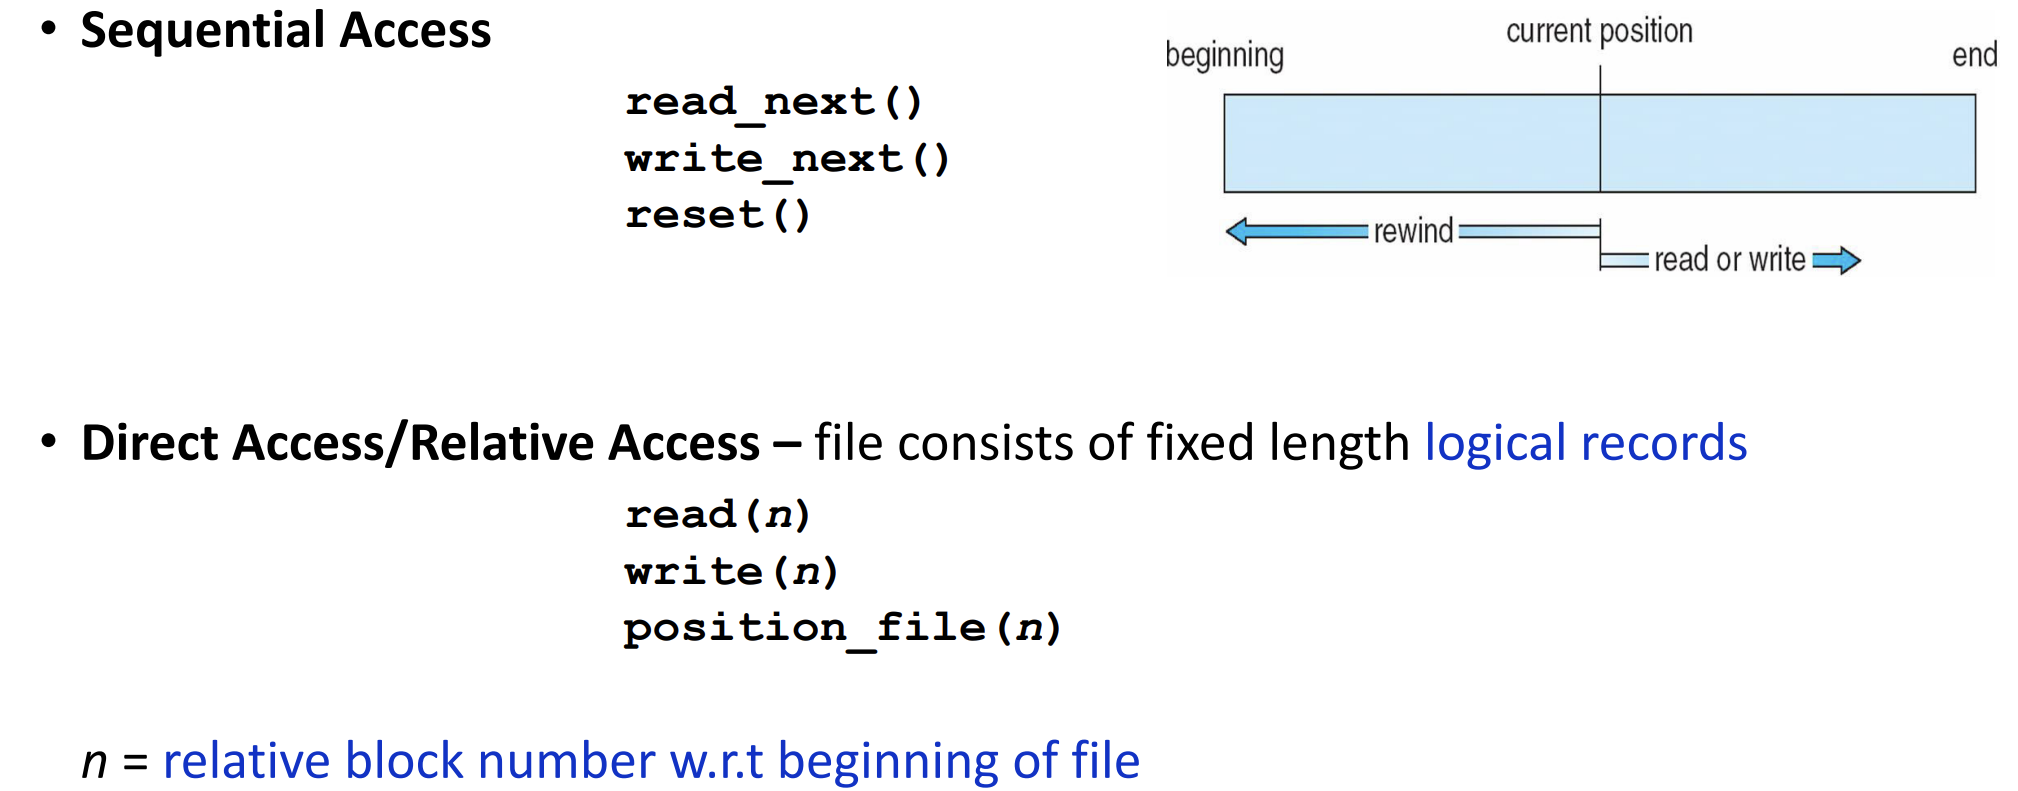 • Sequential Access
read_next()
write_next()
reset()
current position
beginning
end
rewind
read or write
• Direct Access/Relative Access – file consists of fixed length logical records
read(n)
write(n)
position_file(n)
n = relative block number w.r.t beginning of file